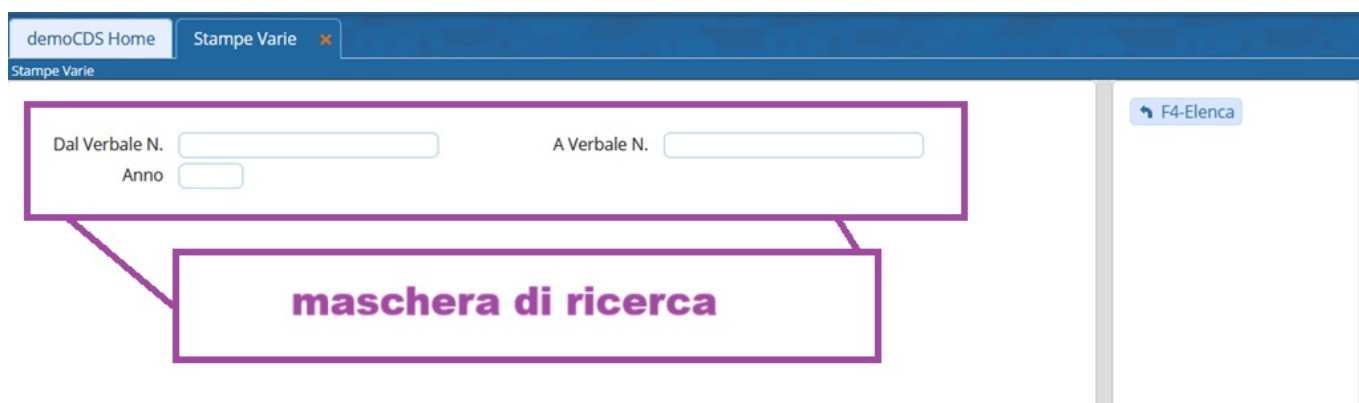 demoCDS Home Stampe Varie ×
Stampe Varie
F4-Elenca
Dal Verbale N. A Verbale N.
Anno
maschera di ricerca